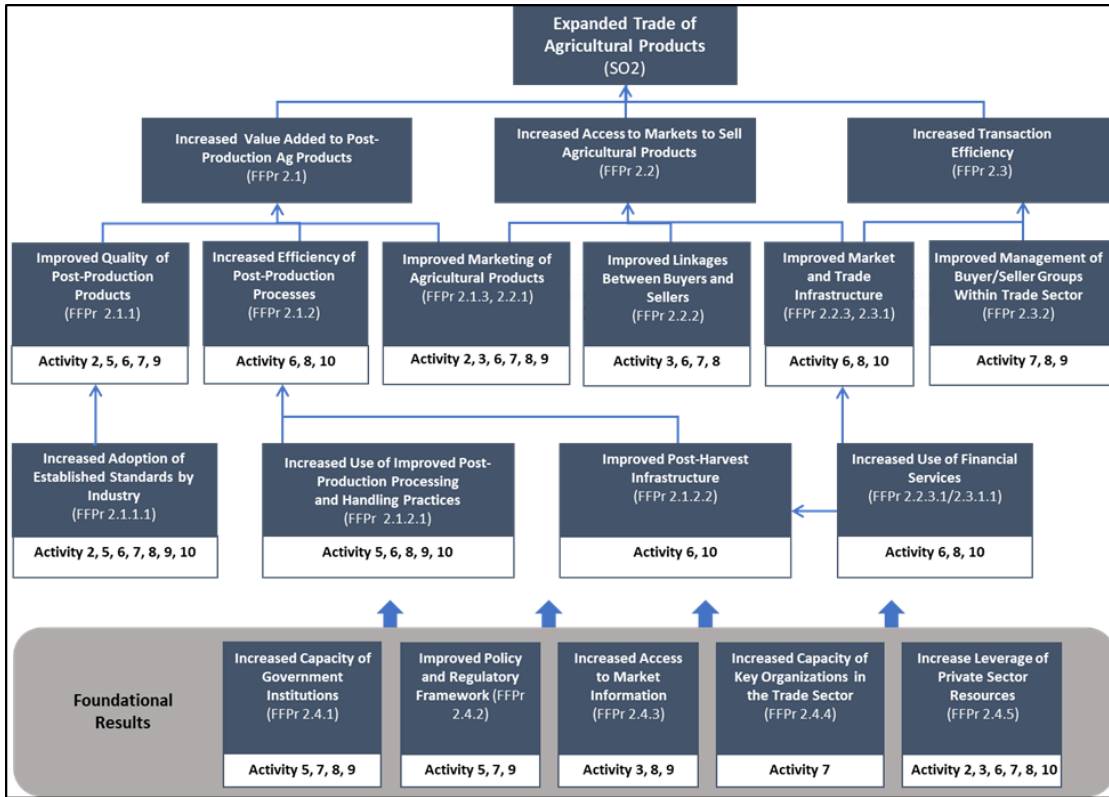 Expanded Trade of
Agricultural Products
(SO2)
Increased Value Added to Post-
Production Ag Products
(FFPr 2.1)
Increased Access to Markets to Sell
Agricultural Products
(FFPr 2.2)
Increased Transaction
Efficiency
(FFPr 2.3)
Improved Quality of
Post-Production
Products
(FFPr 2.1.1)
Activity 2, 5, 6, 7, 9
Increased Efficiency of
Post-Production
Processes
(FFPr 2.1.2)
Activity 6, 8, 10
Improved Marketing of
Agricultural Products
(FFPr 2.1.3, 2.2.1)
Activity 2, 3, 6, 7, 8, 9
Improved Linkages
Between Buyers and
Sellers
(FFPr 2.2.2)
Activity 3, 6, 7, 8
Improved Market
and Trade
Infrastructure
(FFPr 2.2.3, 2.3.1)
Activity 6, 8, 10
Improved Management of
Buyer/Seller Groups
Within Trade Sector
(FFPr 2.3.2)
Activity 7, 8, 9
Increased Adoption of
Established Standards by
Industry
(FFPr 2.1.1.1)
Activity 2, 5, 6, 7, 8, 9, 10
Increased Use of Improved Post-
Production Processing
and Handling Practices
(FFPr 2.1.2.1)
Activity 5, 6, 8, 9, 10
Improved Post-Harvest
Infrastructure
(FFPr 2.1.2.2)
Activity 6, 10
Increased Use of Financial
Services
(FFPr 2.2.3.1/2.3.1.1)
Activity 6, 8, 10
Foundational
Results
Increased Capacity of
Government
Institutions
(FFPr 2.4.1)
Activity 5, 7, 8, 9
Improved Policy
and Regulatory
Framework (FFPr
2.4.2)
Activity 5, 7, 9
Increased Access
to Market
Information
(FFPr 2.4.3)
Activity 3, 8, 9
Increased Capacity of
Key Organizations in
the Trade Sector
(FFPr 2.4.4)
Activity 7
Increase Leverage of
Private Sector
Resources
(FFPr 2.4.5)
Activity 2, 3, 6, 7, 8, 10